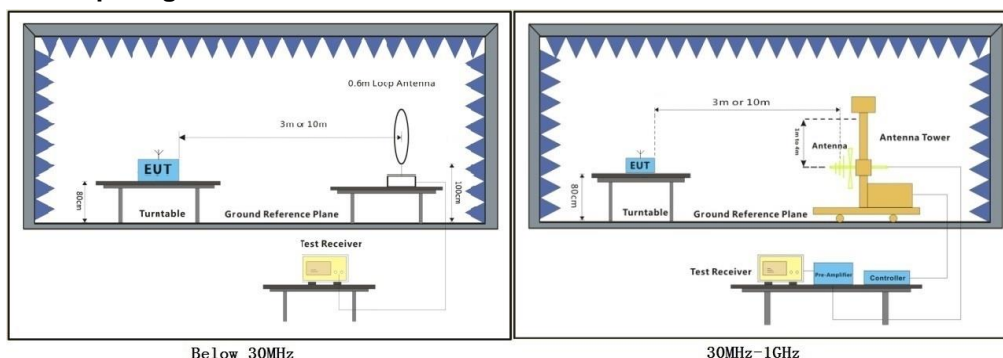 0.6m Loop Antenna
3m or 10m
EUT
80cm
Turntable
Ground Reference Plane
100cm
Test Receiver
Below 30MHz
3m or 10m
1m to 4m
Antenna
Antenna Tower
EUT
80cm
Turntable
Ground Reference Plane
Test Receiver
Pre-Amplifier
Controller
30MHz-1GHz